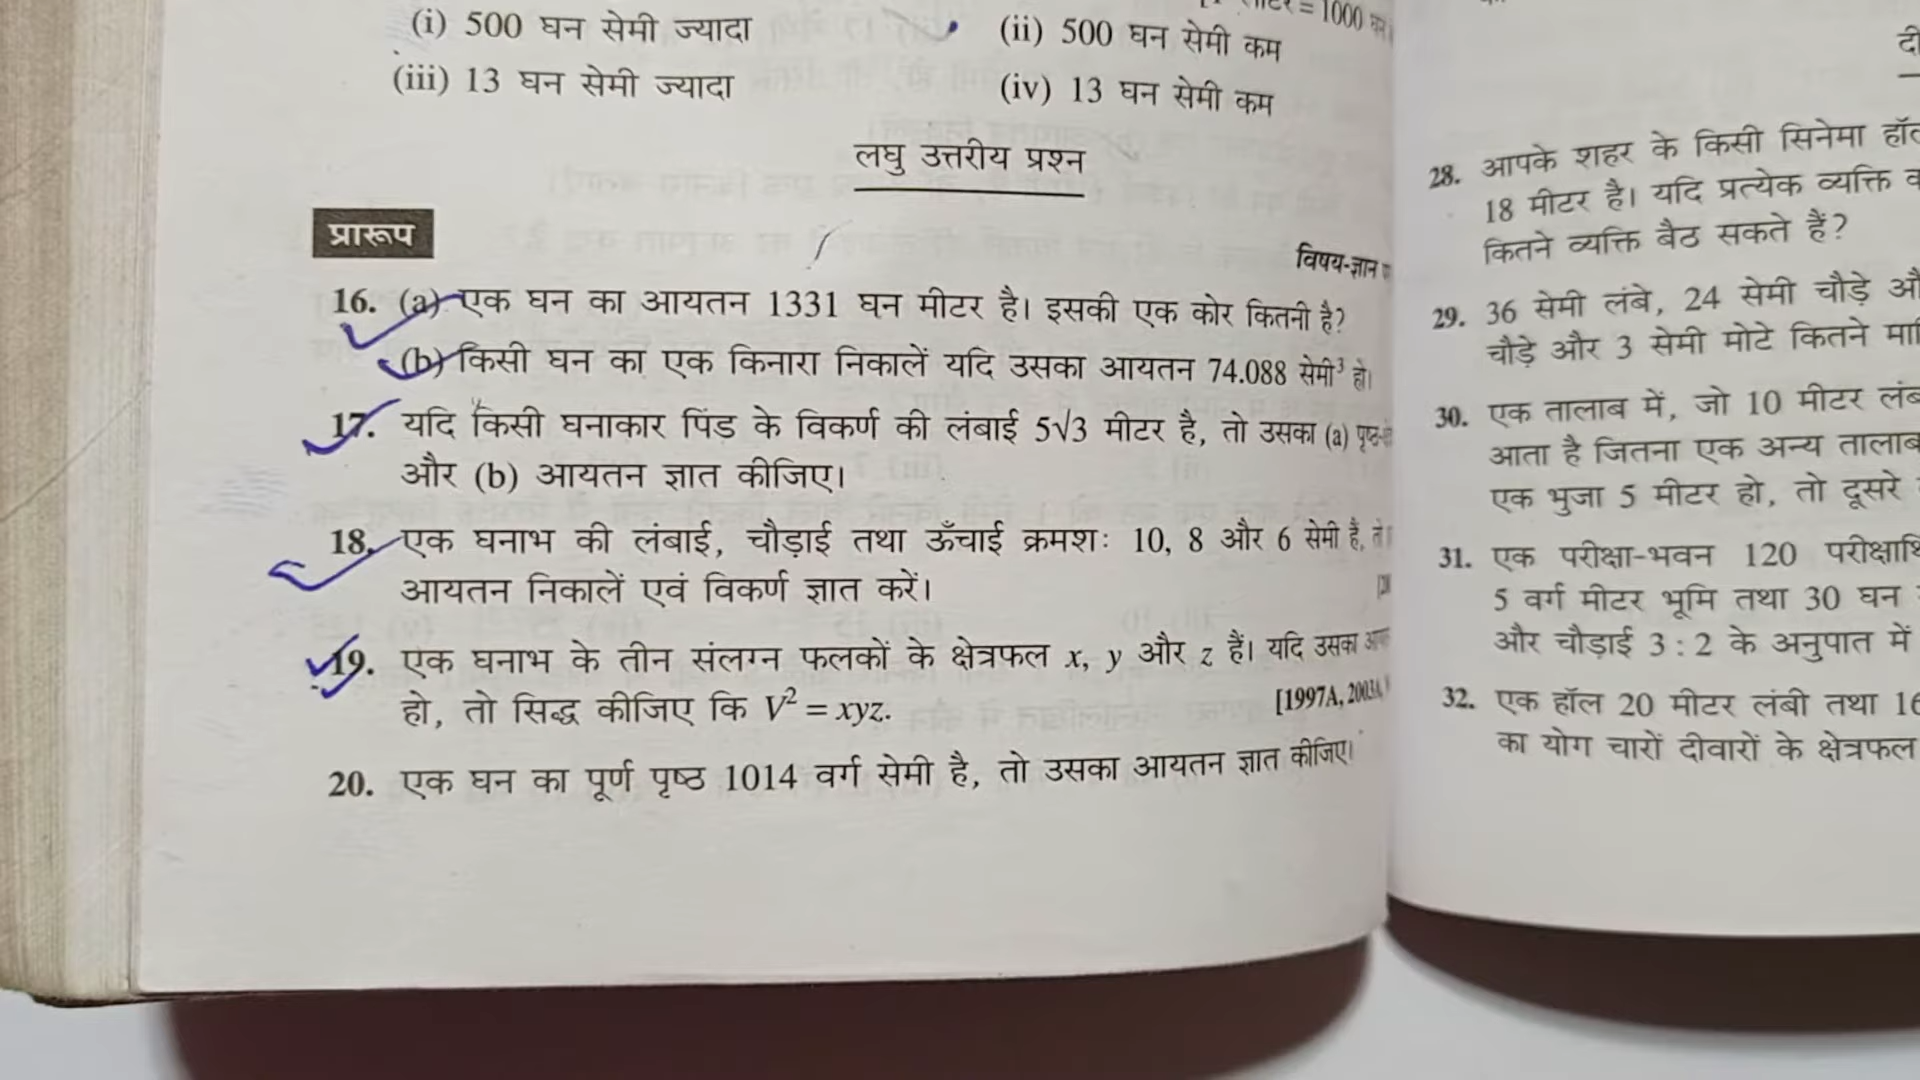 = 1000
(i) 500 घन सेमी ज्यादा (ii) 500 घन सेमी कम
(iii) 13 घन सेमी ज्यादा (iv) 13 घन सेमी कम
लघु उत्तरीय प्रश्न
प्रारूप
विषय-ज्ञान
16. (a) एक घन का आयतन 1331 घन मीटर है। इसकी एक कोर कितनी है?
(b) किसी घन का एक किनारा निकालें यदि उसका आयतन 74.088 सेमी³ हो।
17. यदि किसी घनाकार पिंड के विकर्ण की लंबाई 5√3 मीटर है, तो उसका (a) पृष्ठ-
और (b) आयतन ज्ञात कीजिए।
18. एक घनाभ की लंबाई, चौड़ाई तथा ऊँचाई क्रमशः 10, 8 और 6 सेमी हैं,
आयतन निकालें एवं विकर्ण ज्ञात करें।
19. एक घनाभ के तीन संलग्न फलकों के क्षेत्रफल x, y और z हैं। यदि उसका
हो, तो सिद्ध कीजिए कि V² = xyz. [1997A, 2003A
20. एक घन का पूर्ण पृष्ठ 1014 वर्ग सेमी है, तो उसका आयतन ज्ञात कीजिए।
28. आपके शहर के किसी सिनेमा
18 मीटर है। यदि प्रत्येक व्यक्ति
कितने व्यक्ति बैठ सकते हैं?
29. 36 सेमी लंबे, 24 सेमी चौड़े
चौड़े और 3 सेमी मोटे कितने
30. एक तालाब में, जो 10 मीटर
आता है जितना एक अन्य तालाब
एक भुजा 5 मीटर हो, तो दूसरे
31. एक परीक्षा-भवन 120
5 वर्ग मीटर भूमि तथा 30 घन
और चौड़ाई 3 : 2 के अनुपात में
32. एक हॉल 20 मीटर लंबी तथा 16
का योग चारों दीवारों के क्षेत्रफल